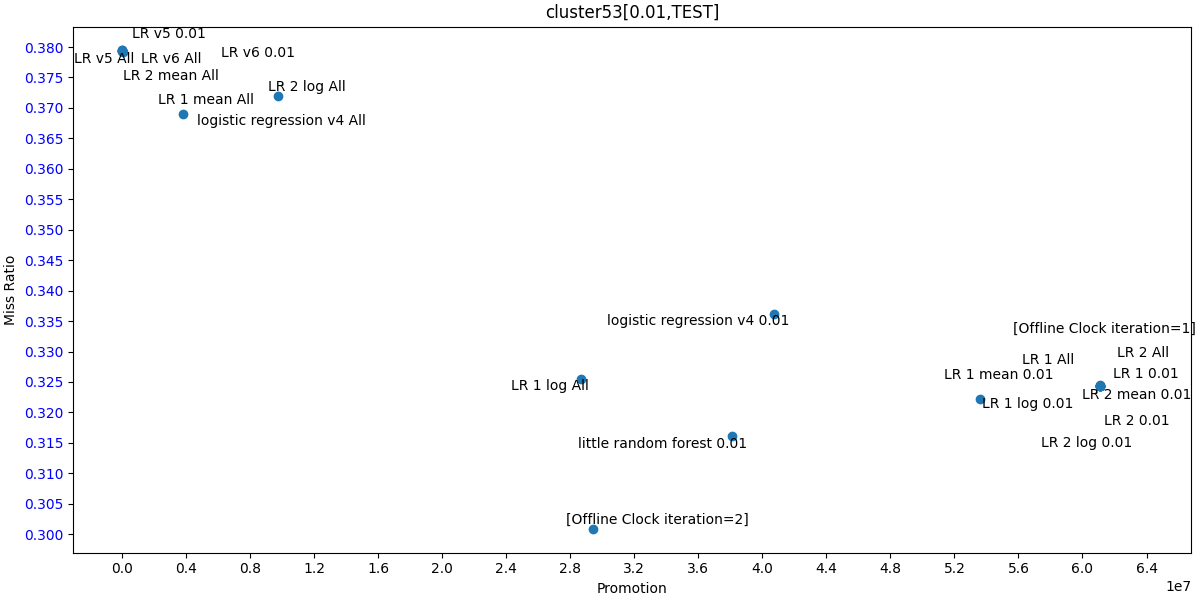 cluster53[0.01,TEST]
LR v5 0.01
LR v6 0.01
LR v5 All
LR v6 All
LR 2 mean All
LR 2 log All
LR 1 mean All
logistic regression v4 All
logistic regression v4 0.01
[Offline Clock iteration=1]
LR 2 All
LR 1 All
LR 1 0.01
LR 1 mean 0.01
LR 1 log All
LR 2 mean 0.01
LR 1 log 0.01
LR 2 0.01
LR 2 log 0.01
little random forest 0.01
[Offline Clock iteration=2]
Miss Ratio
0.380
0.375
0.370
0.365
0.360
0.355
0.350
0.345
0.340
0.335
0.330
0.325
0.320
0.315
0.310
0.305
0.300
0.0 0.4 0.8 1.2 1.6 2.0 2.4 2.8 3.2 3.6 4.0 4.4 4.8 5.2 5.6 6.0 6.4
1e7
Promotion